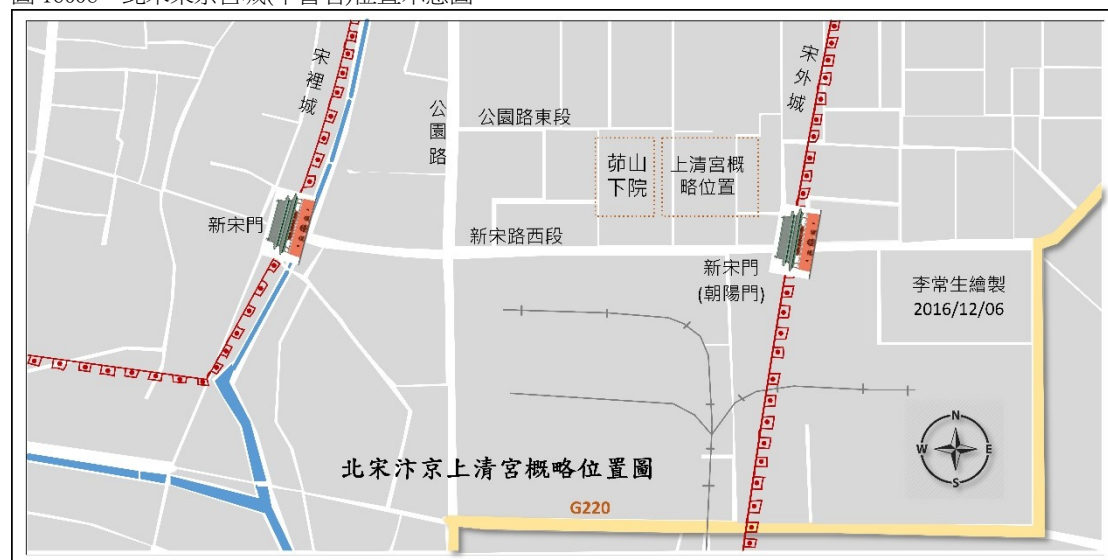 宋裡城
公園路
公園路東段
宋外城
茆山
下院
上清宮概
略位置
新宋門
新宋路西段
新宋門
(朝陽門)
李常生繪製
2016/12/06
N
W
E
S
北宋汴京上清宮概略位置圖
G220